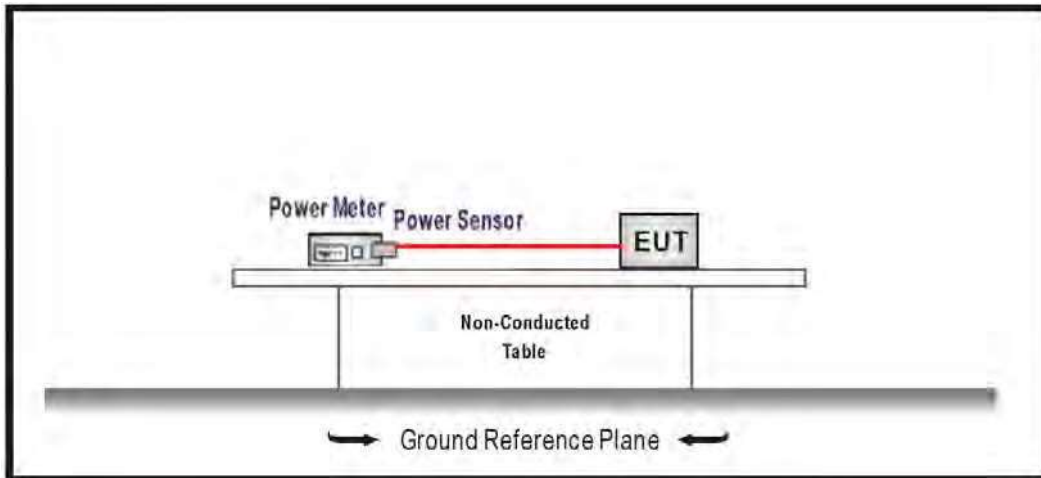 Power Meter
Power Sensor
EUT
Non-Conducted
Table
Ground Reference Plane